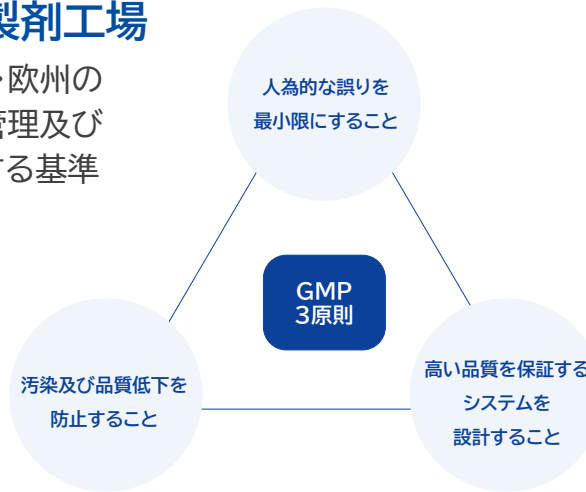 製剤工場
・欧州の
管理及び
する基準
人為的な誤りを
最小限にすること
GMP
3原則
汚染及び品質低下を
防止すること
高い品質を保証する
システムを
設計すること